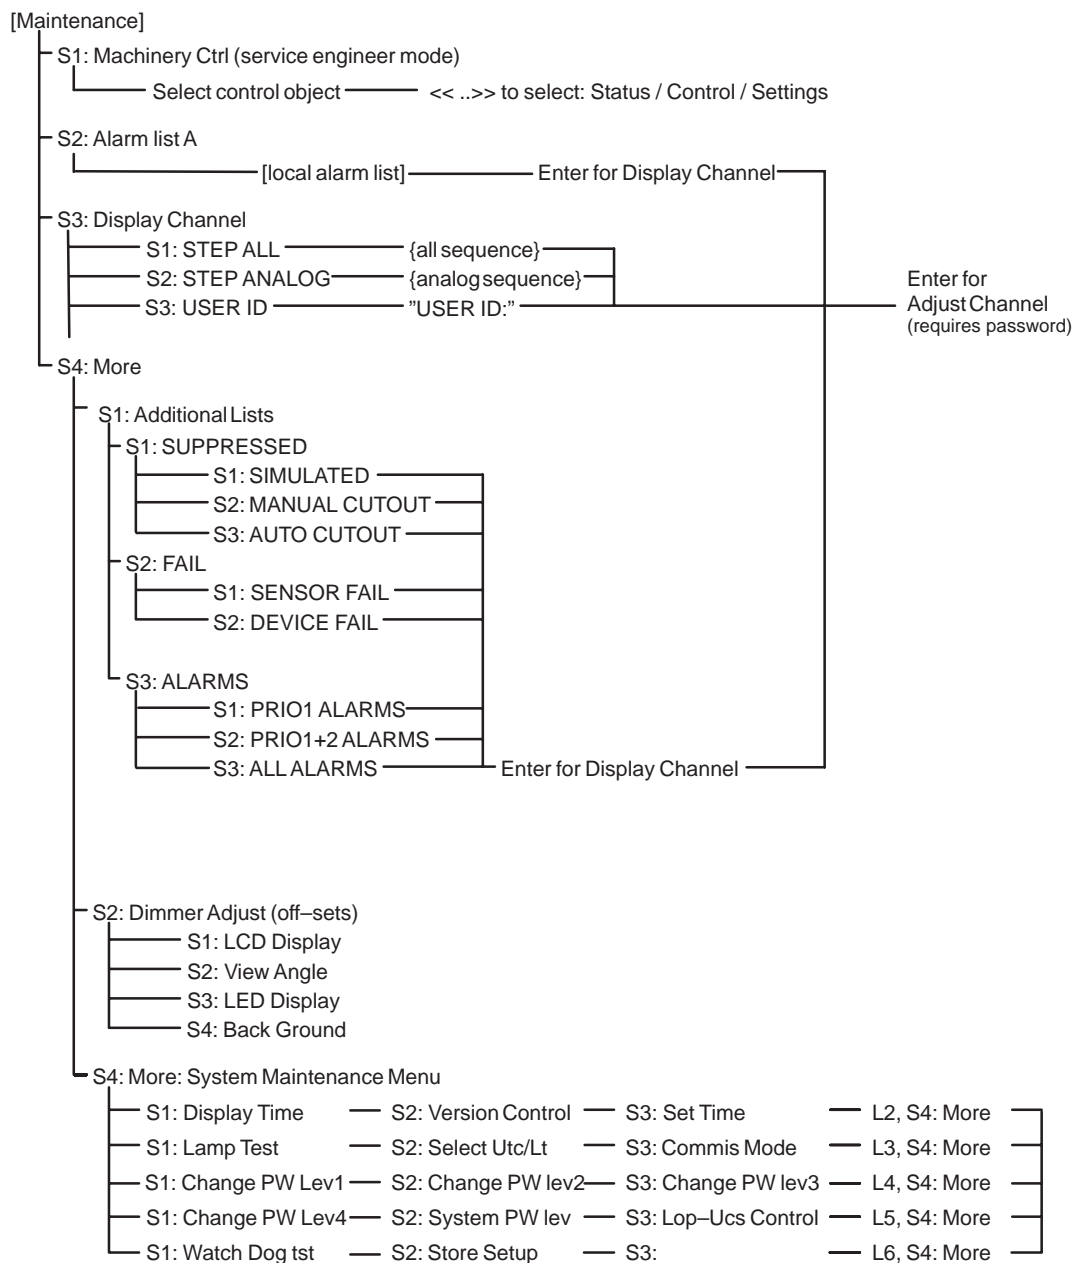 [Maintenance]
S1: Machinery Ctrl (service engineer mode)
Select control object << ..>> to select: Status / Control / Settings
S2: Alarm list A
[local alarm list] Enter for Display Channel
S3: Display Channel
S1: STEP ALL {all sequence}
S2: STEP ANALOG {analog sequence}
S3: USER ID ”USER ID:”
Enter for
Adjust Channel
(requires password)
S4: More
S1: Additional Lists
S1: SUPPRESSED
S1: SIMULATED
S2: MANUAL CUTOUT
S3: AUTO CUTOUT
S2: FAIL
S1: SENSOR FAIL
S2: DEVICE FAIL
S3: ALARMS
S1: PRIO1 ALARMS
S2: PRIO1+2 ALARMS
S3: ALL ALARMS Enter for Display Channel
S2: Dimmer Adjust (off–sets)
S1: LCD Display
S2: View Angle
S3: LED Display
S4: Back Ground
S4: More: System Maintenance Menu
S1: Display Time S2: Version Control S3: Set Time L2, S4: More
S1: Lamp Test S2: Select Utc/Lt S3: Commis Mode L3, S4: More
S1: Change PW Lev1 S2: Change PW lev2 S3: Change PW lev3 L4, S4: More
S1: Change PW Lev4 S2: System PW lev S3: Lop–Ucs Control L5, S4: More
S1: Watch Dog tst S2: Store Setup S3: L6, S4: More